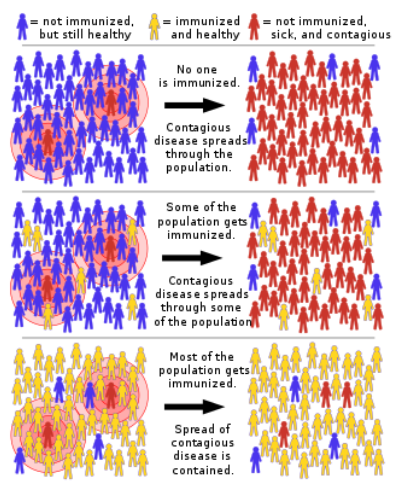 = not immunized,
but still healthy
= immunized
and healthy
= not immunized,
sick, and contagious
No one
is immunized.
Contagious
disease spreads
through the
population.
Some of the
population gets
immunized.
Contagious
disease spreads
through some
of the population
Most of the
population gets
immunized.
Spread of
contagious
disease is
contained.